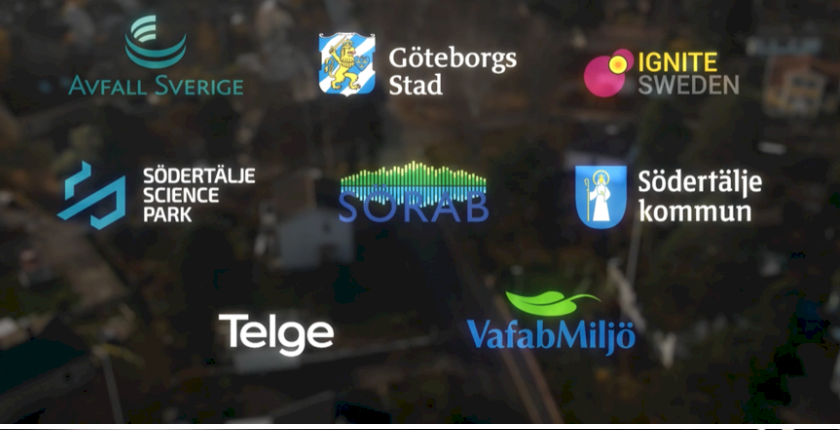 AVFALL SVERIGE
Göteborgs
Stad
IGNITE
SWEDEN
SÖDERTÄLJE
SCIENCE
PARK
SÖRAB
Södertälje
kommun
Telge
VafabMiljö